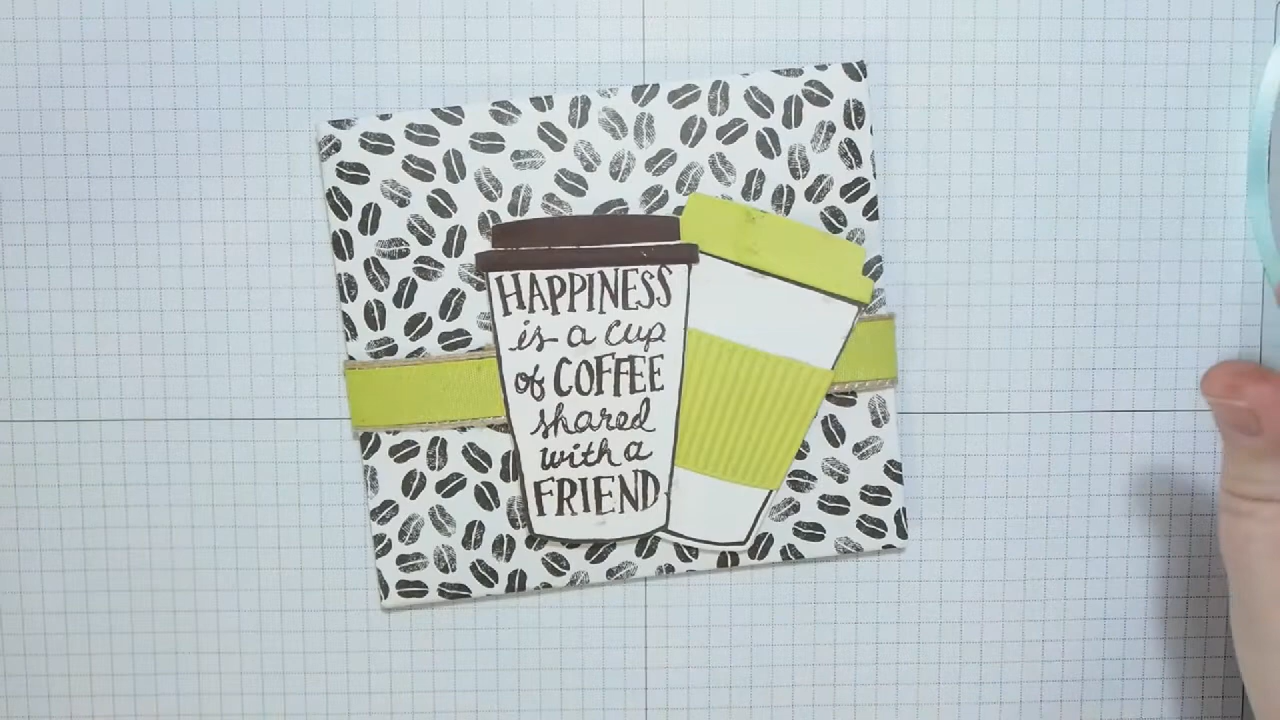 HAPPINESS
is a cup
of COFFEE
shared
with a
FRIEND